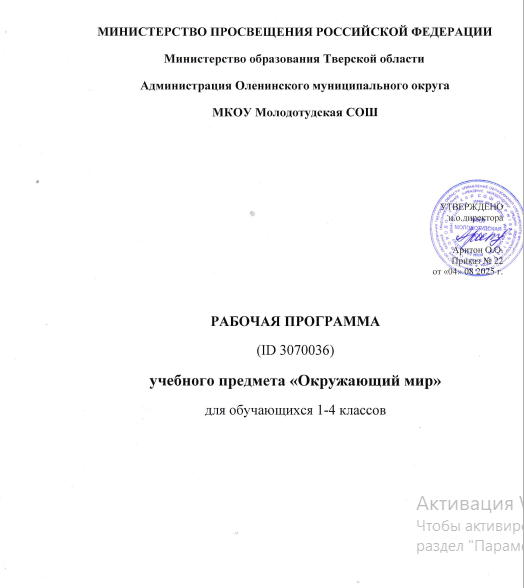 МИНИСТЕРСТВО ПРОСВЕЩЕНИЯ РОССИЙСКОЙ ФЕДЕРАЦИИ
Министерство образования Тверской области
Администрация Оленинского муниципального округа
МКОУ Молодотудская СОШ
УТВЕРЖДЕНО
и.о.директора
Аритон О.О.
Приказ № 22
от «04» 08 2025 г.
РАБОЧАЯ ПРОГРАММА
(ID 3070036)
учебного предмета «Окружающий мир»
для обучающихся 1-4 классов
Активация
Чтобы активир
раздел "Парам